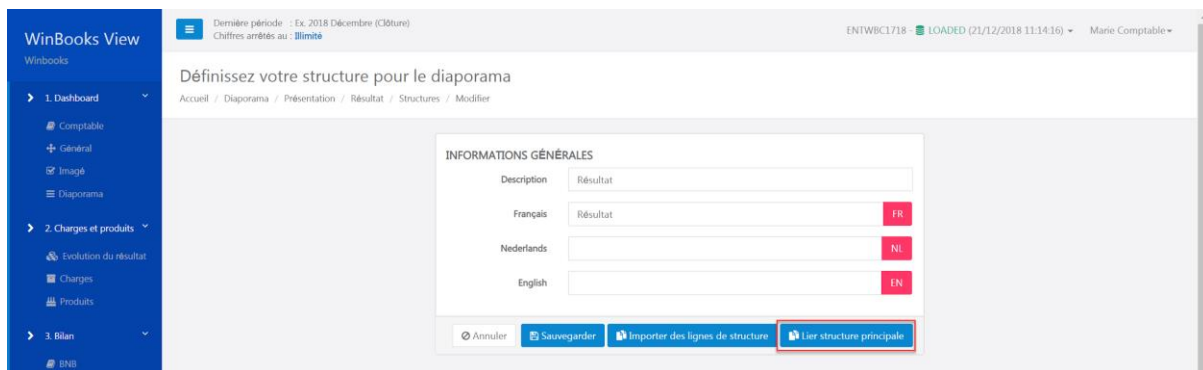 WinBooks View
Winbooks
1. Dashboard
Comptable
Général
Imagé
Diaporama
2. Charges et produits
Evolution du résultat
Charges
Produits
3. Bilan
BNB
Dernière période : Ex. 2018 Décembre (Clôture)
Chiffres arrêtés au : Illimité
ENTWBC1718 - LOADED (21/12/2018 11:14:16) Marie Comptable
Définissez votre structure pour le diaporama
Accueil / Diaporama / Présentation / Résultat / Structures / Modifier
INFORMATIONS GÉNÉRALES
Description Résultat
Français Résultat FR
Nederlands NL
English EN
Annuler Sauvegarder Importer des lignes de structure Lier structure principale